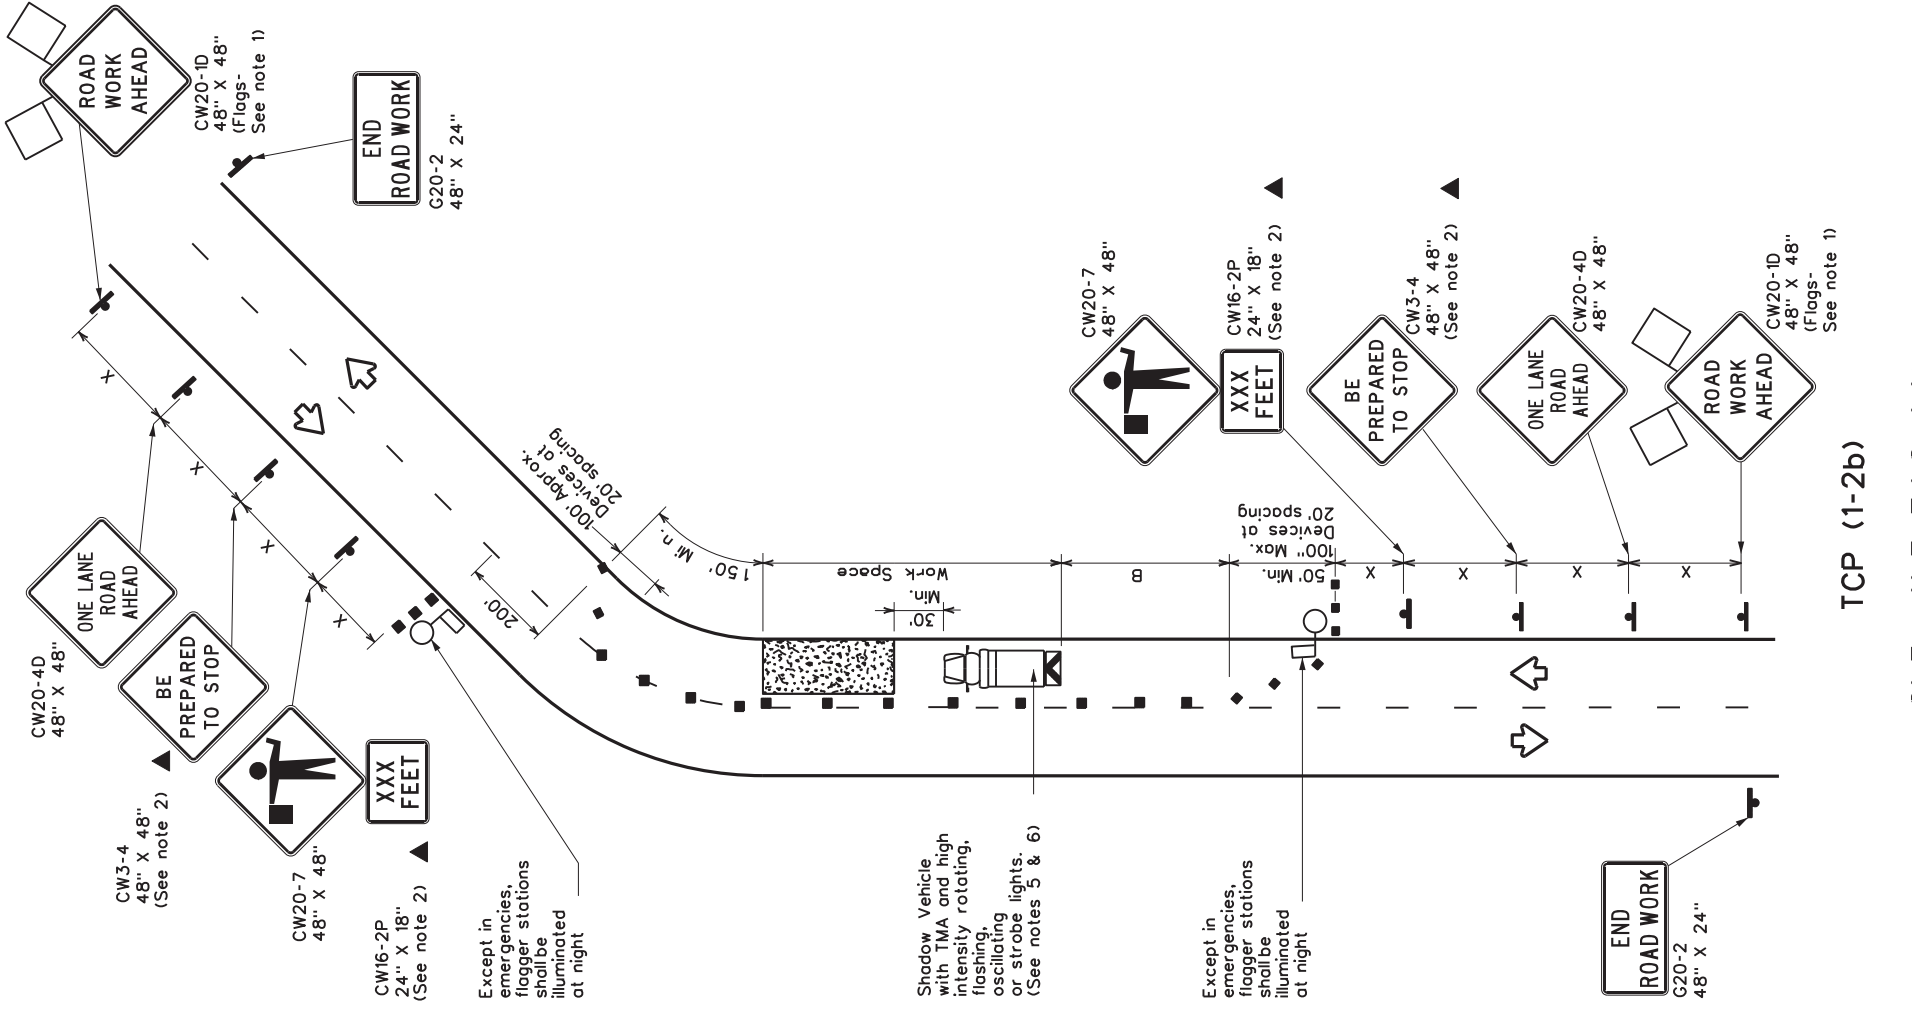 ROAD
WORK
AHEAD
CW20-1D
48" X 48"
(Flags-
See note 1)
END
ROAD WORK
G20-2
48" X 24"
X
X
X
X
ONE LANE
ROAD
AHEAD
CW20-4D
48" X 48"
BE
PREPARED
TO STOP
CW3-4
48" X 48"
(See note 2)
CW20-7
48" X 48"
XXX
FEET
CW16-2P
24" X 18"
(See note 2)
Except in
emergencies,
flagger stations
shall be
illuminated
at night
200'
100' Approx.
Devices at
20' spacing
150' Min.
Work Space
30'
Min.
B
Shadow Vehicle
with TMA and high
intensity rotating,
flashing,
oscillating
or strobe lights.
(See notes 5 & 6)
50' Min.
100" Max.
Devices at
20' spacing
X
X
X
X
Except in
emergencies,
flagger stations
shall be
illuminated
at night
CW20-7
48" X 48"
XXX
FEET
CW16-2P
24" X 18"
(See note 2)
BE
PREPARED
TO STOP
CW3-4
48" X 48"
(See note 2)
ONE LANE
ROAD
AHEAD
CW20-4D
48" X 48"
ROAD
WORK
AHEAD
CW20-1D
48" X 48"
(Flags-
See note 1)
END
ROAD WORK
G20-2
48" X 24"
TCP (1-2b)